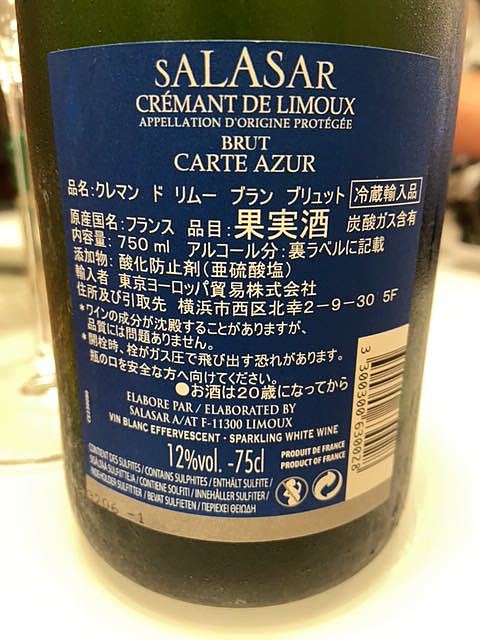 SALASAR
CRÉMANT DE LIMOUX
APPELLATION D'ORIGINE PROTÉGÉE
BRUT
CARTE AZUR
品名:クレマン ド リムー ブラン ブリュット 冷蔵輸入品
原産国名:フランス 品目:果実酒 炭酸ガス含有
内容量:750ml アルコール分:裏ラベルに記載
添加物:酸化防止剤(亜硫酸塩)
輸入者 東京ヨーロッパ貿易株式会社
住所及び引取先 横浜市西区北幸2-9-30 5F
*ワインの成分が沈殿することがありますが、
品質には問題ありません。
*開栓時、栓がガス圧で飛び出す恐れがあります。
瓶の口を安全な方へ向けてください。
●お酒は20歳になってから
ELABORE PAR / ELABORATED BY
SALASAR A/AT F-11300 LIMOUX
VIN BLANC EFFERVESCENT · SPARKLING WHITE WINE
12%vol. -75cl
PRODUIT DE FRANCE
PRODUCT OF FRANCE
CONTIENT DES SULFITES / CONTAINS SULPHITES / ENTHÄLT SULFITE /
SISÄLTÄÄ SULFIITTEJA / CONTIENE SOLFITI / INNEHÅLLER SULFITER /
INDEHOLDER SULFITTER / BEVAT SULFIETEN / ΠΕΡΙΕΧΕΙ ΘΕΙΩΔΗ
3 300300 630028